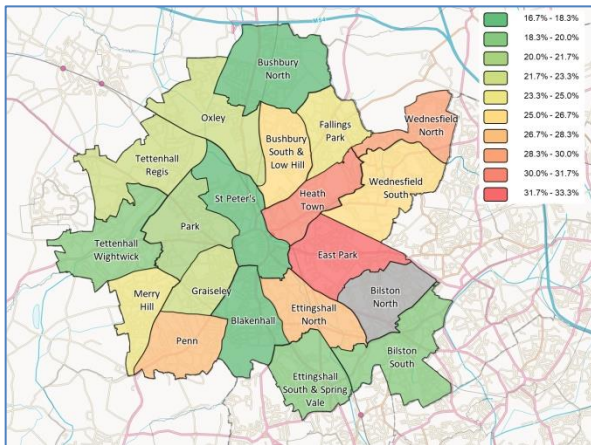 16.7% - 18.3%
18.3% - 20.0%
20.0% - 21.7%
21.7% - 23.3%
23.3% - 25.0%
25.0% - 26.7%
26.7% - 28.3%
28.3% - 30.0%
30.0% - 31.7%
31.7% - 33.3%
Bushbury
North
Oxley
Fallings
Park
Wednesfield
North
Bushbury
South &
Low Hill
Tettenhall
Regis
Wednesfield
South
St Peter's
Heath
Town
Park
Tettenhall
Wightwick
East Park
Bilston
North
Merry
Hill
Graiseley
Ettingshall
North
Blakenhall
Penn
Bilston
South
Ettingshall
South & Spring
Vale